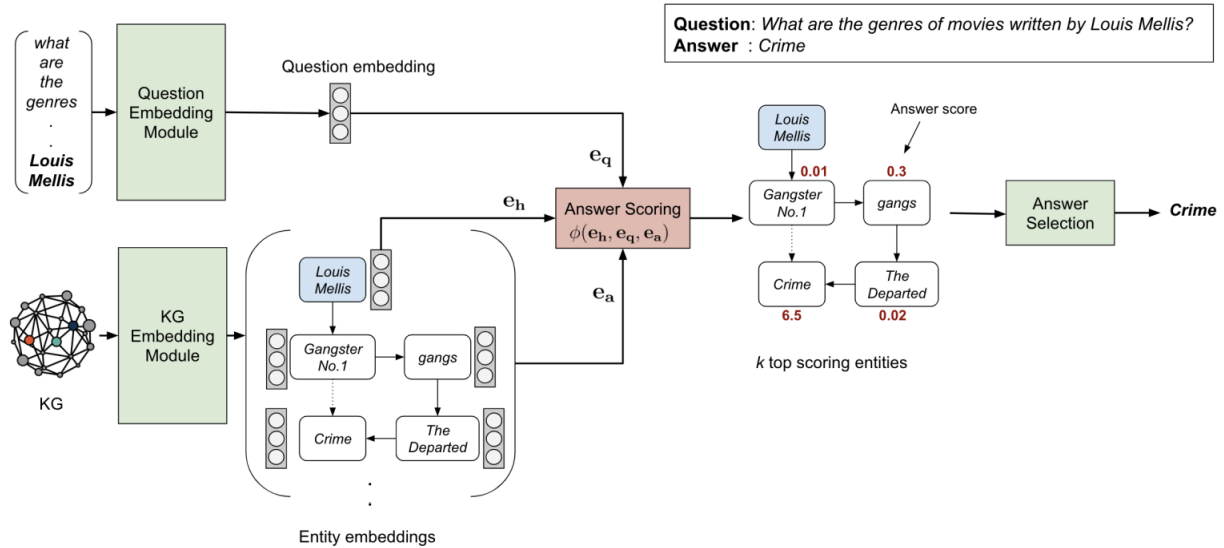 Question: What are the genres of movies written by Louis Mellis?
Answer : Crime
what
are
the
genres
.
.
Louis
Mellis
Question
Embedding
Module
Question embedding
e_q
e_h
Answer Scoring
ϕ(e_h, e_q, e_a)
e_a
KG
KG
Embedding
Module
Louis
Mellis
Gangster
No.1
gangs
Crime
The
Departed
.
.
Entity embeddings
Louis
Mellis
Answer score
0.01
0.3
Gangster
No.1
gangs
Crime
The
Departed
6.5
0.02
k top scoring entities
Answer
Selection
Crime